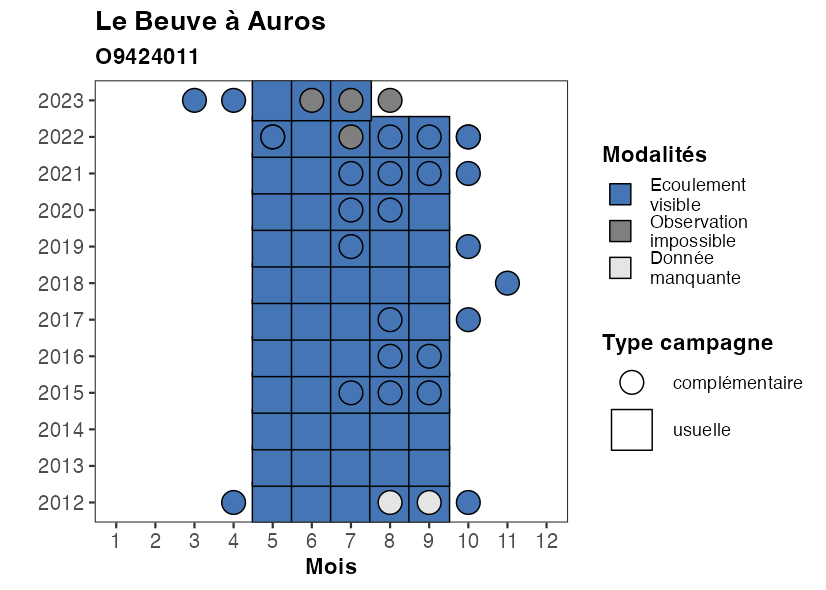 Le Beuve à Auros
O9424011
2023
2022
2021
2020
2019
2018
2017
2016
2015
2014
2013
2012
1 2 3 4 5 6 7 8 9 10 11 12
Mois
Modalités
Ecoulement
visible
Observation
impossible
Donnée
manquante
Type campagne
complémentaire
usuelle